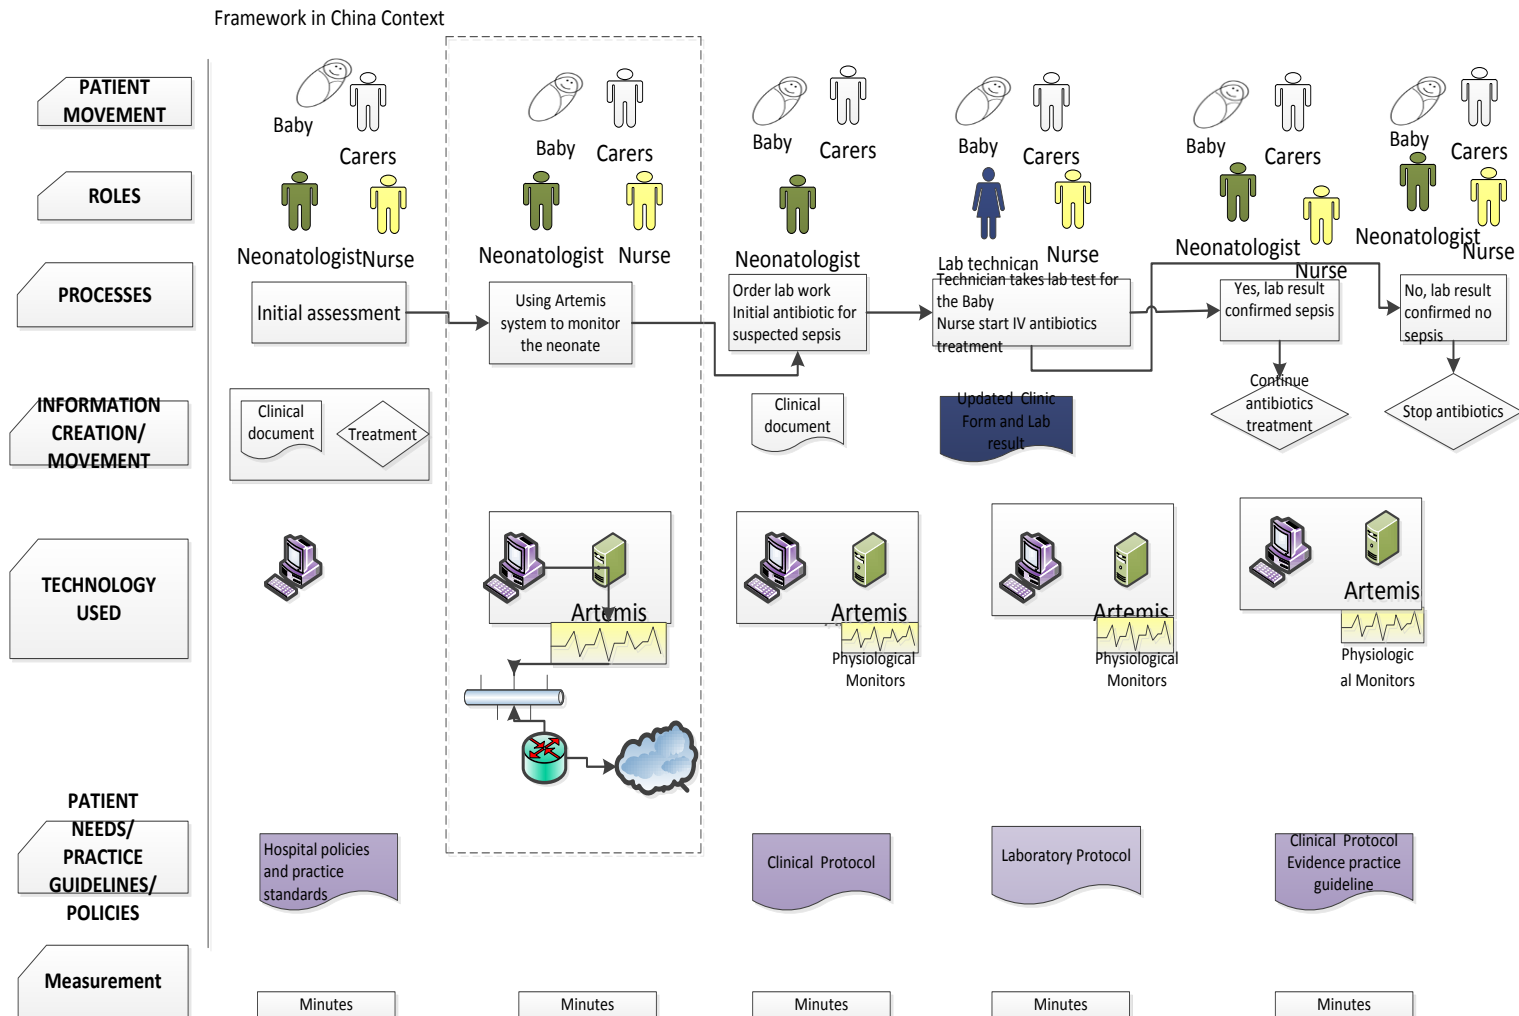 Framework in China Context
PATIENT
MOVEMENT
Baby
Carers
Baby
Carers
Baby
Carers
Baby
Carers
Baby
Carers
Baby
Carers
ROLES
Neonatologist
Nurse
Neonatologist
Nurse
Neonatologist
Lab technican
Nurse
Neonatologist
Nurse
Neonatologist
Nurse
PROCESSES
Initial assessment
Using Artemis
system to monitor
the neonate
Order lab work
Initial antibiotic for
suspected sepsis
Technician takes lab test for
the Baby
Nurse start IV antibiotics
treatment
Yes, lab result
confirmed sepsis
No, lab result
confirmed no
sepsis
INFORMATION
CREATION/
MOVEMENT
Clinical
document
Treatment
Clinical
document
Updated Clinic
Form and Lab
result
Continue
antibiotics
treatment
Stop antibiotics
TECHNOLOGY
USED
Artemis
Artemis
Physiological
Monitors
Artemis
Physiological
Monitors
Artemis
Physiologic
al Monitors
PATIENT
NEEDS/
PRACTICE
GUIDELINES/
POLICIES
Hospital policies
and practice
standards
Clinical Protocol
Laboratory Protocol
Clinical Protocol
Evidence practice
guideline
Measurement
Minutes
Minutes
Minutes
Minutes
Minutes